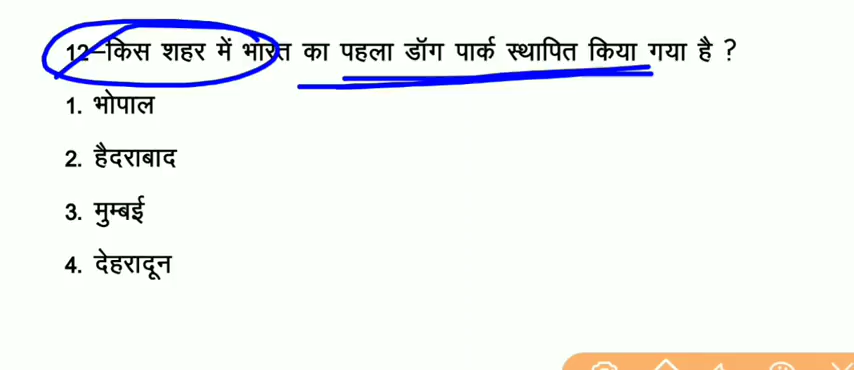 12–किस शहर में भारत का पहला डॉग पार्क स्थापित किया गया है ?
1. भोपाल
2. हैदराबाद
3. मुम्बई
4. देहरादून